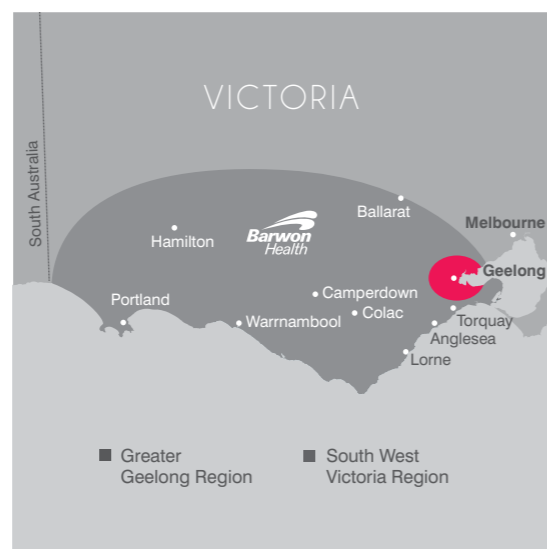 VICTORIA
South Australia
Ballarat
Melbourne
Hamilton
Barwon
Health
Geelong
Camperdown
Portland
Colac
Warrnambool
Torquay
Anglesea
Lorne
Greater
Geelong Region
South West
Victoria Region